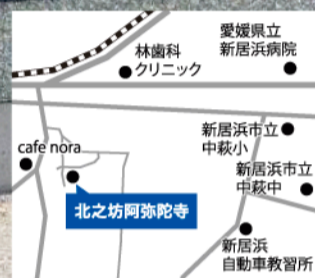 愛媛県立
新居浜病院
林歯科
クリニック
新居浜市立
中萩小
cafe nora
新居浜市立
中萩中
北之坊阿弥陀寺
新居浜
自動車教習所